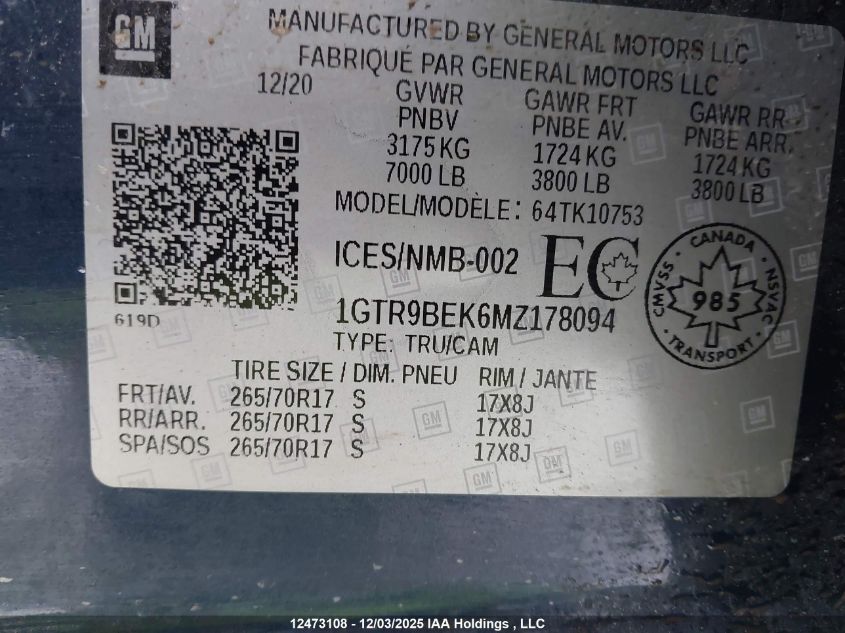 GM
MANUFACTURED BY GENERAL MOTORS LLC
FABRIQUÉ PAR GENERAL MOTORS LLC
12/20 GVWR GAWR FRT GAWR RR
PNBV PNBE AV. PNBE ARR.
3175 KG 1724 KG 1724 KG
7000 LB 3800 LB 3800 LB
MODEL/MODÈLE: 64TK10753
ICES/NMB-002 EC
CANADA
CMVSS 985 NSVAC
TRANSPORT
619D
1GTR9BEK6MZ178094
TYPE: TRU/CAM
TIRE SIZE / DIM. PNEU RIM / JANTE
FRT/AV. 265/70R17 S 17X8J
RR/ARR. 265/70R17 S 17X8J
SPA/SOS 265/70R17 S 17X8J
12473108 - 12/03/2025 IAA Holdings , LLC